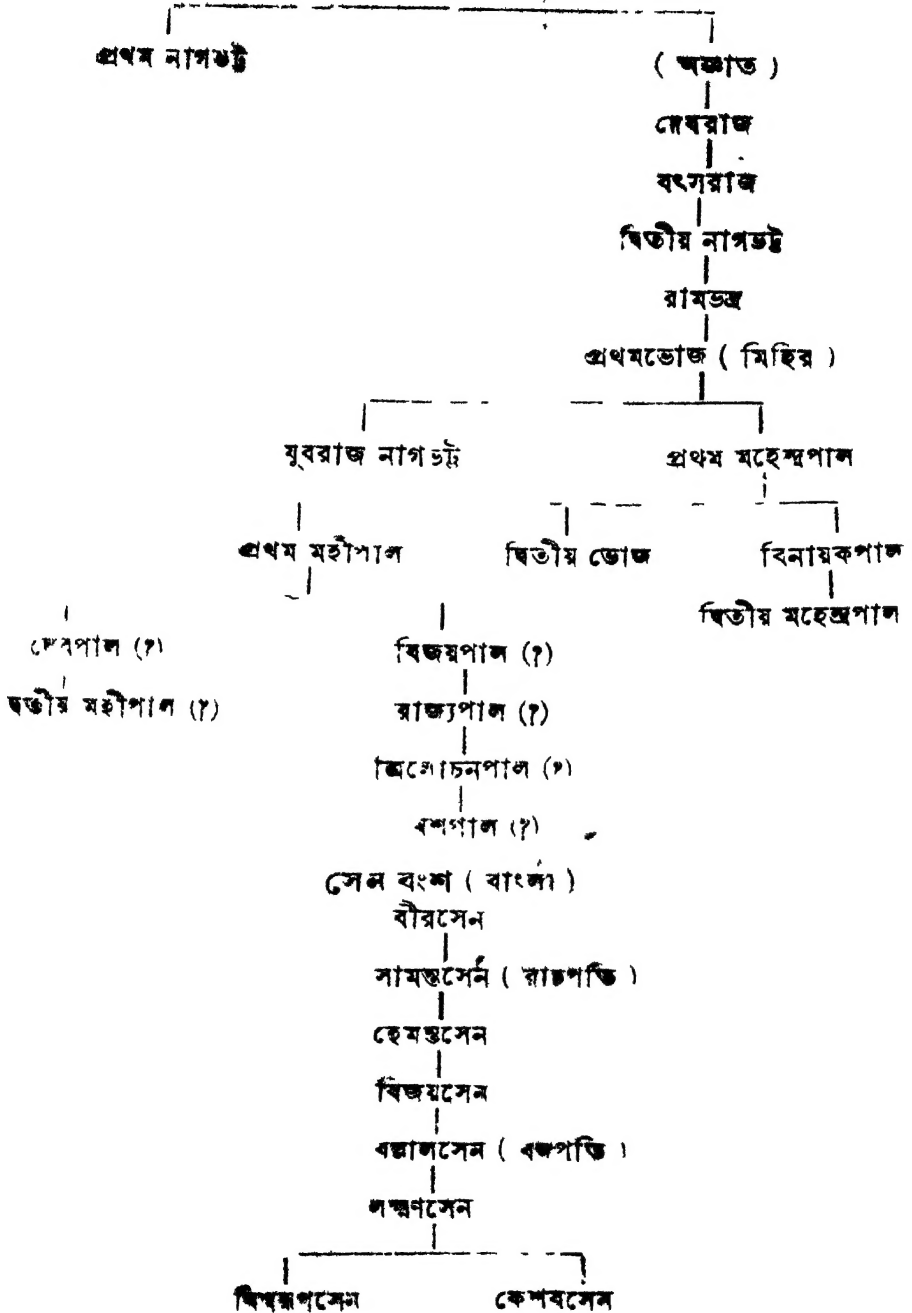 প্রথম নাগভট্ট
( অজ্ঞাত )
দেবরাজ
বৎসরাজ
দ্বিতীয় নাগভট্ট
রামভদ্র
প্রথমভোজ ( মিহির )
যুবরাজ নাগভট্ট প্রথম মহেন্দ্রপাল
প্রথম মহীপাল দ্বিতীয় ভোজ বিনায়কপাল
দ্বিতীয় মহেন্দ্রপাল
দেবপাল (?) বিজয়পাল (?)
দ্বিতীয় মহীপাল (?) রাজ্যপাল (?)
ত্রিলোচনপাল (?)
যশপাল (?)
সেন বংশ ( বাংলা )
বীরসেন
সামন্তসেন ( রাঢ়পতি )
হেমন্তসেন
বিজয়সেন
বল্লালসেন ( বঙ্গপতি )
লক্ষ্মণসেন
বিশ্বরূপসেন কেশবসেন